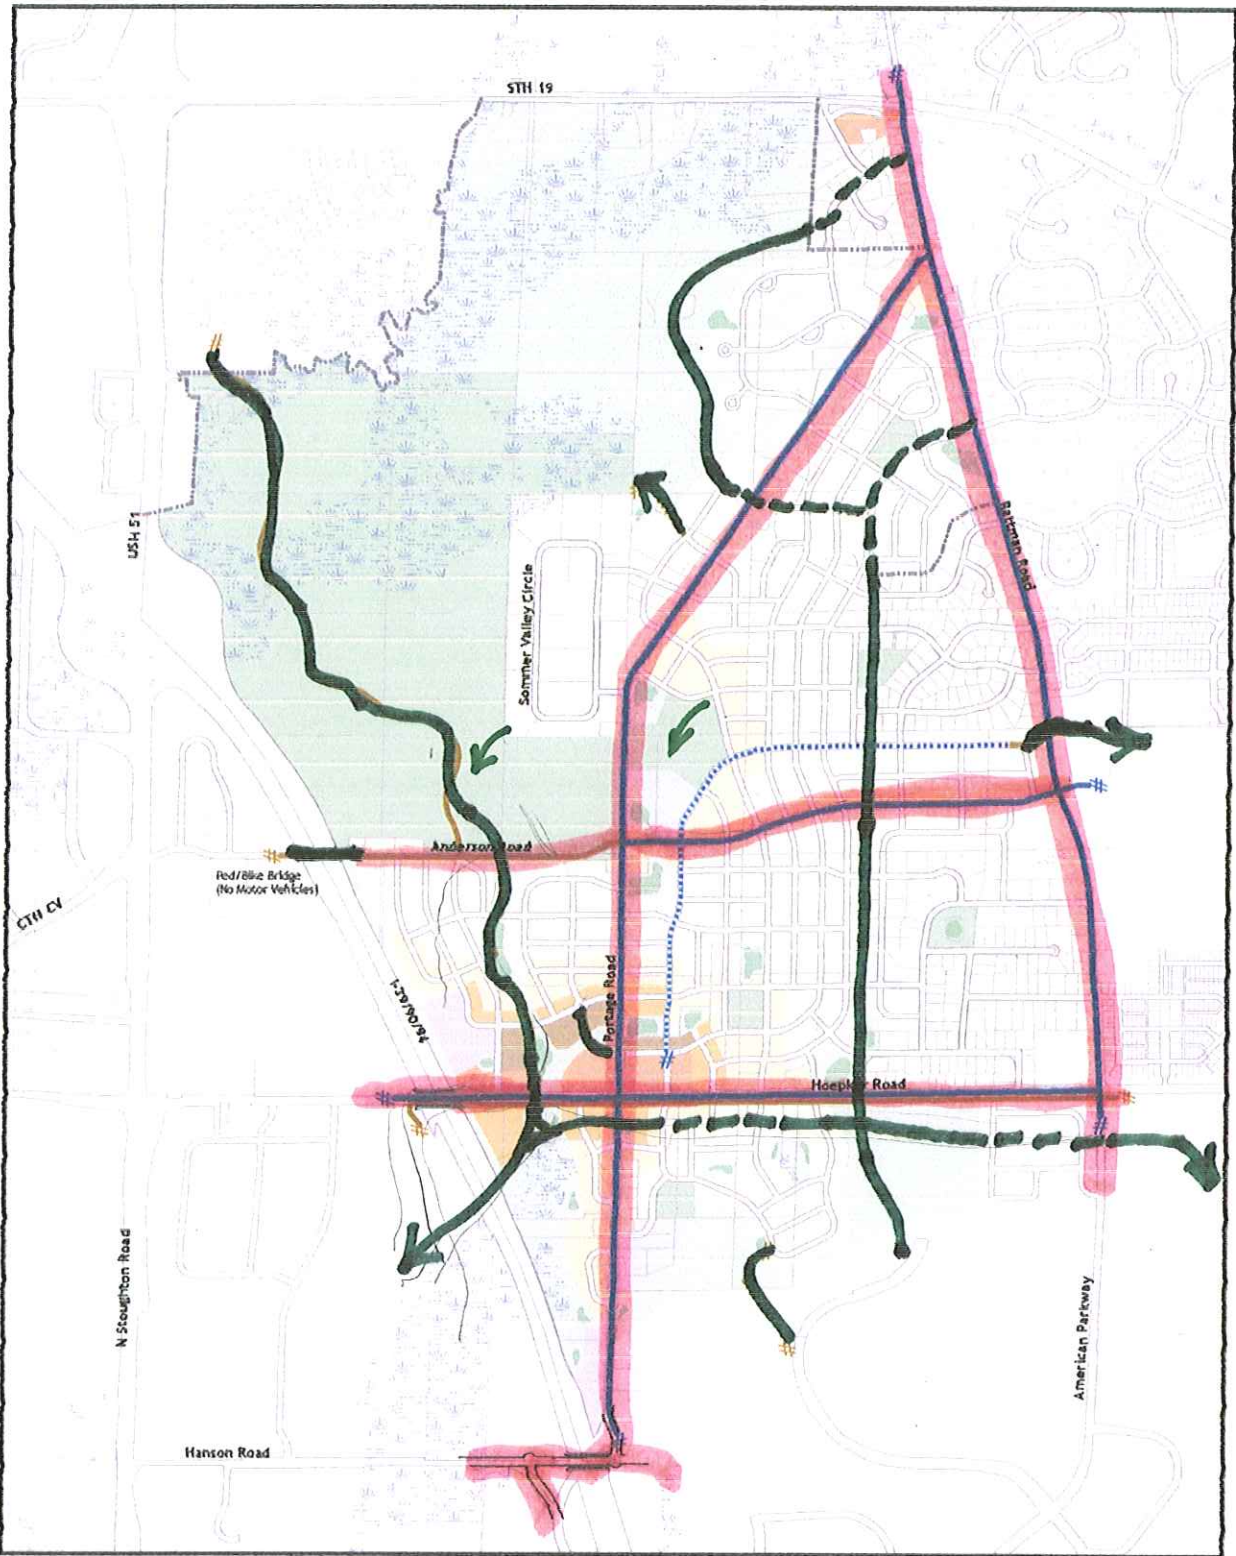 STH 19
USH 51
Sommer Valley Circle
Rattman Road
Anderson Road
Ped/Bike Bridge
(No Motor Vehicles)
CTH CV
I-39/90/94
Portage Road
Hoepker Road
N Stoughton Road
American Parkway
Hanson Road